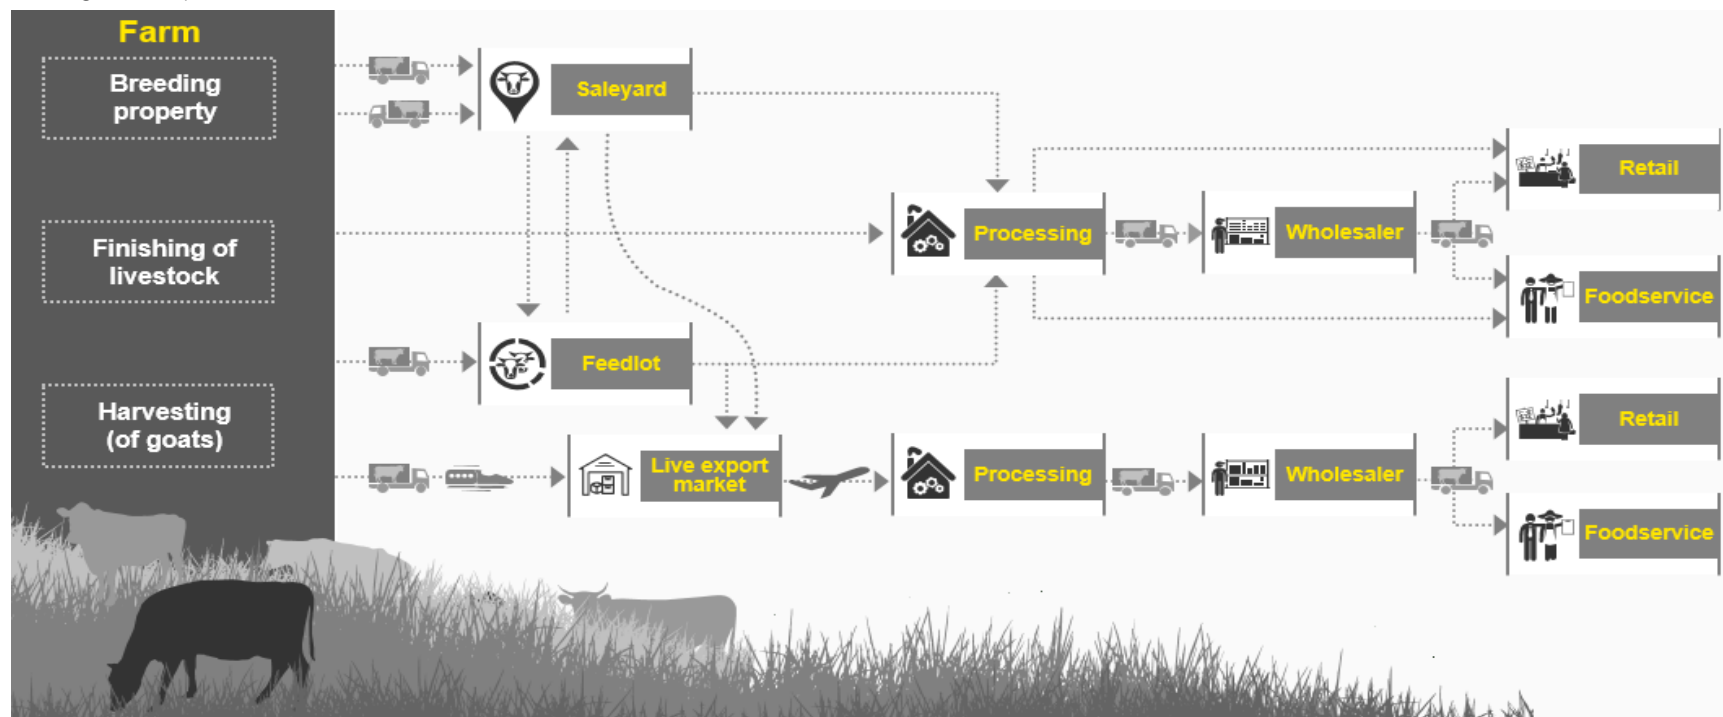 Farm
Breeding
property
Finishing of
livestock
Harvesting
(of goats)
Saleyard
Feedlot
Live export
market
Processing
Wholesaler
Retail
Foodservice
Processing
Wholesaler
Retail
Foodservice